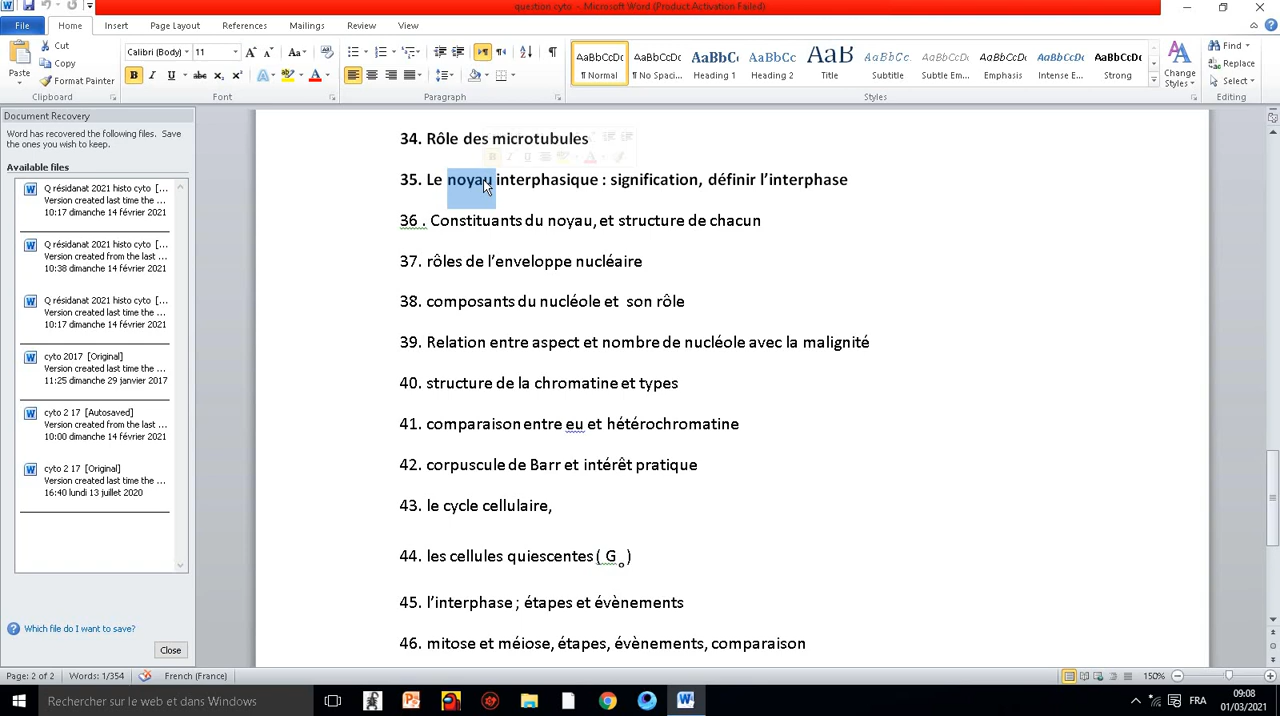 question.cyto - Microsoft Word (Product Activation Failed)
File Home Insert Page Layout References Mailings Review View
Paste
Cut
Copy
Format Painter
Clipboard
Calibri (Body) 11
Font
Paragraph
AaBbCcDc AaBbCcDc AaBbC( AaBbCc AaB AaBbCc( AaBbCcDc AaBbCcDc AaBbCcDc AaBbCcDc
¶ Normal ¶ No Spaci... Heading 1 Heading 2 Title Subtitle Subtle Em... Emphasis Intense E... Strong
Styles
Change Styles
Find
Replace
Select
Editing
Document Recovery
Word has recovered the following files. Save
the ones you wish to keep.
Available files
Q résidanat 2021 histo cyto [...
Version created last time the ...
10:17 dimanche 14 février 2021
Q résidanat 2021 histo cyto [...
Version created from the last ...
10:38 dimanche 14 février 2021
Q résidanat 2021 histo cyto [...
Version created last time the ...
10:17 dimanche 14 février 2021
cyto 2017 [Original]
Version created last time the ...
11:25 dimanche 29 janvier 2017
cyto 2 17 [Autosaved]
Version created from the last ...
10:00 dimanche 14 février 2021
cyto 2 17 [Original]
Version created last time the ...
16:40 lundi 13 juillet 2020
Which file do I want to save?
Close
34. Rôle des microtubules
35. Le noyau interphasique : signification, définir l’interphase
36 . Constituants du noyau, et structure de chacun
37. rôles de l’enveloppe nucléaire
38. composants du nucléole et son rôle
39. Relation entre aspect et nombre de nucléole avec la malignité
40. structure de la chromatine et types
41. comparaison entre eu et hétérochromatine
42. corpuscule de Barr et intérêt pratique
43. le cycle cellulaire,
44. les cellules quiescentes ( G o )
45. l’interphase ; étapes et évènements
46. mitose et méiose, étapes, évènements, comparaison
Page: 2 of 2 Words: 1/354 French (France) 150%
Rechercher sur le web et dans Windows
FRA
09:08
01/03/2021